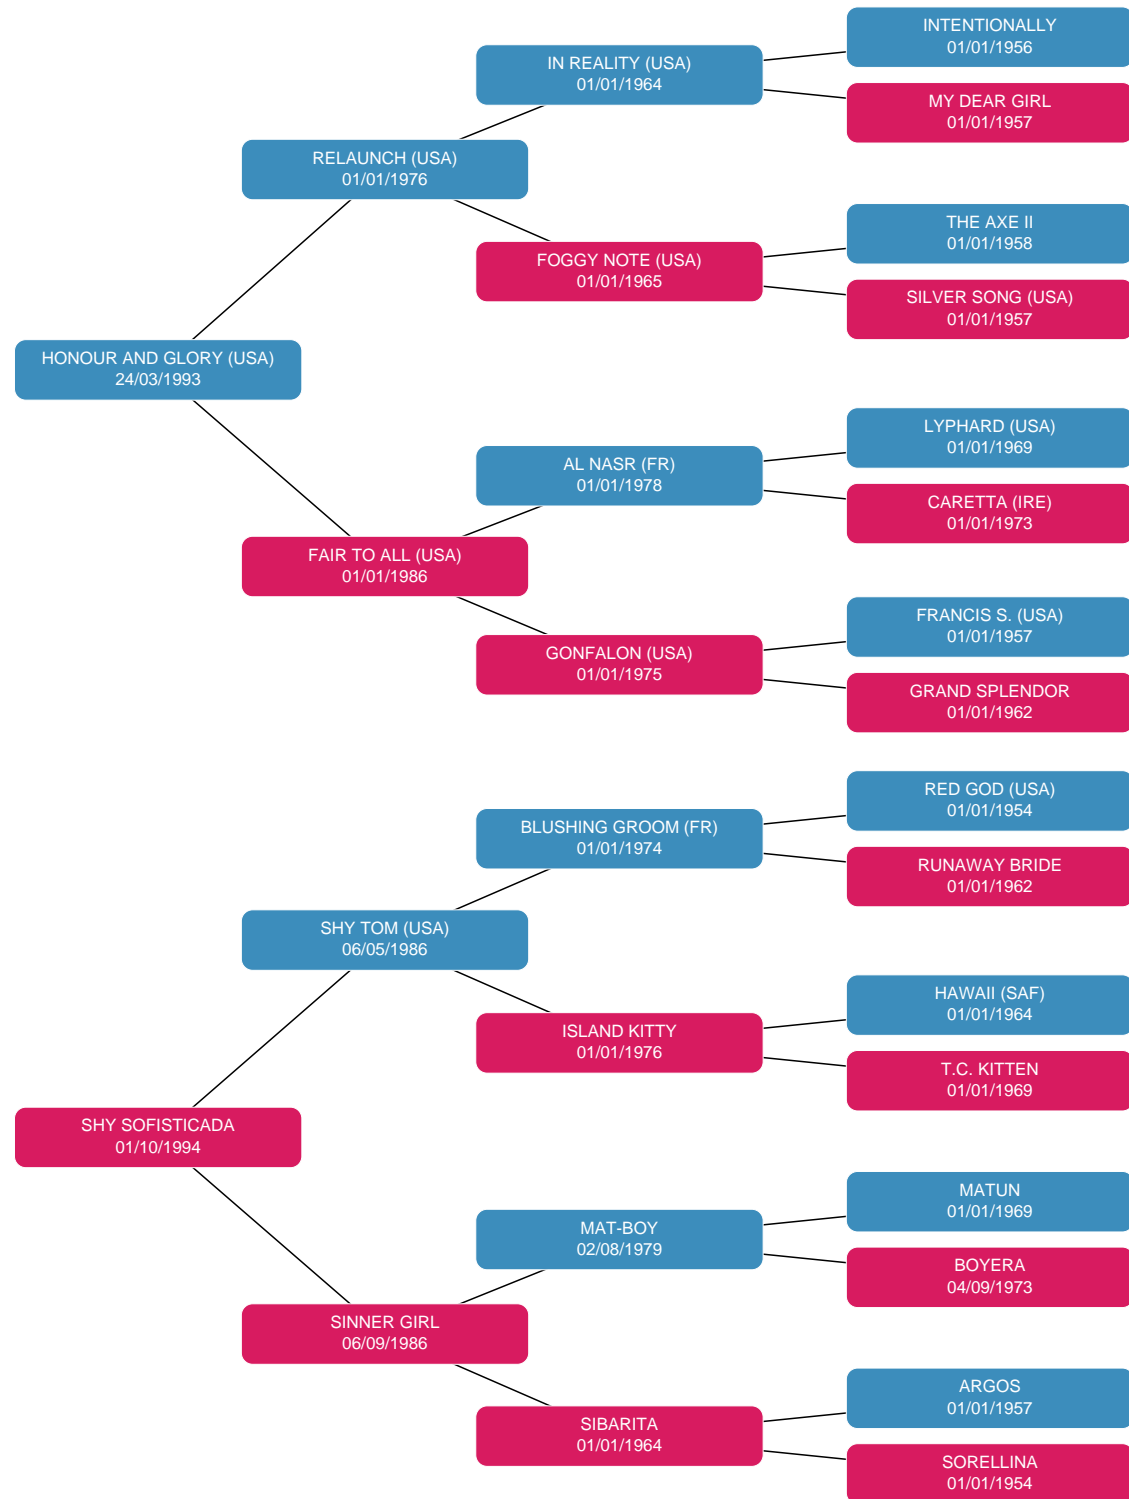 INTENTIONALLY
01/01/1956
IN REALITY (USA)
01/01/1964
MY DEAR GIRL
01/01/1957
RELAUNCH (USA)
01/01/1976
THE AXE II
01/01/1958
FOGGY NOTE (USA)
01/01/1965
SILVER SONG (USA)
01/01/1957
HONOUR AND GLORY (USA)
24/03/1993
LYPHARD (USA)
01/01/1969
AL NASR (FR)
01/01/1978
CARETTA (IRE)
01/01/1973
FAIR TO ALL (USA)
01/01/1986
FRANCIS S. (USA)
01/01/1957
GONFALON (USA)
01/01/1975
GRAND SPLENDOR
01/01/1962
RED GOD (USA)
01/01/1954
BLUSHING GROOM (FR)
01/01/1974
RUNAWAY BRIDE
01/01/1962
SHY TOM (USA)
06/05/1986
HAWAII (SAF)
01/01/1964
ISLAND KITTY
01/01/1976
T.C. KITTEN
01/01/1969
SHY SOFISTICADA
01/10/1994
MATUN
01/01/1969
MAT-BOY
02/08/1979
BOYERA
04/09/1973
SINNER GIRL
06/09/1986
ARGOS
01/01/1957
SIBARITA
01/01/1964
SORELLINA
01/01/1954